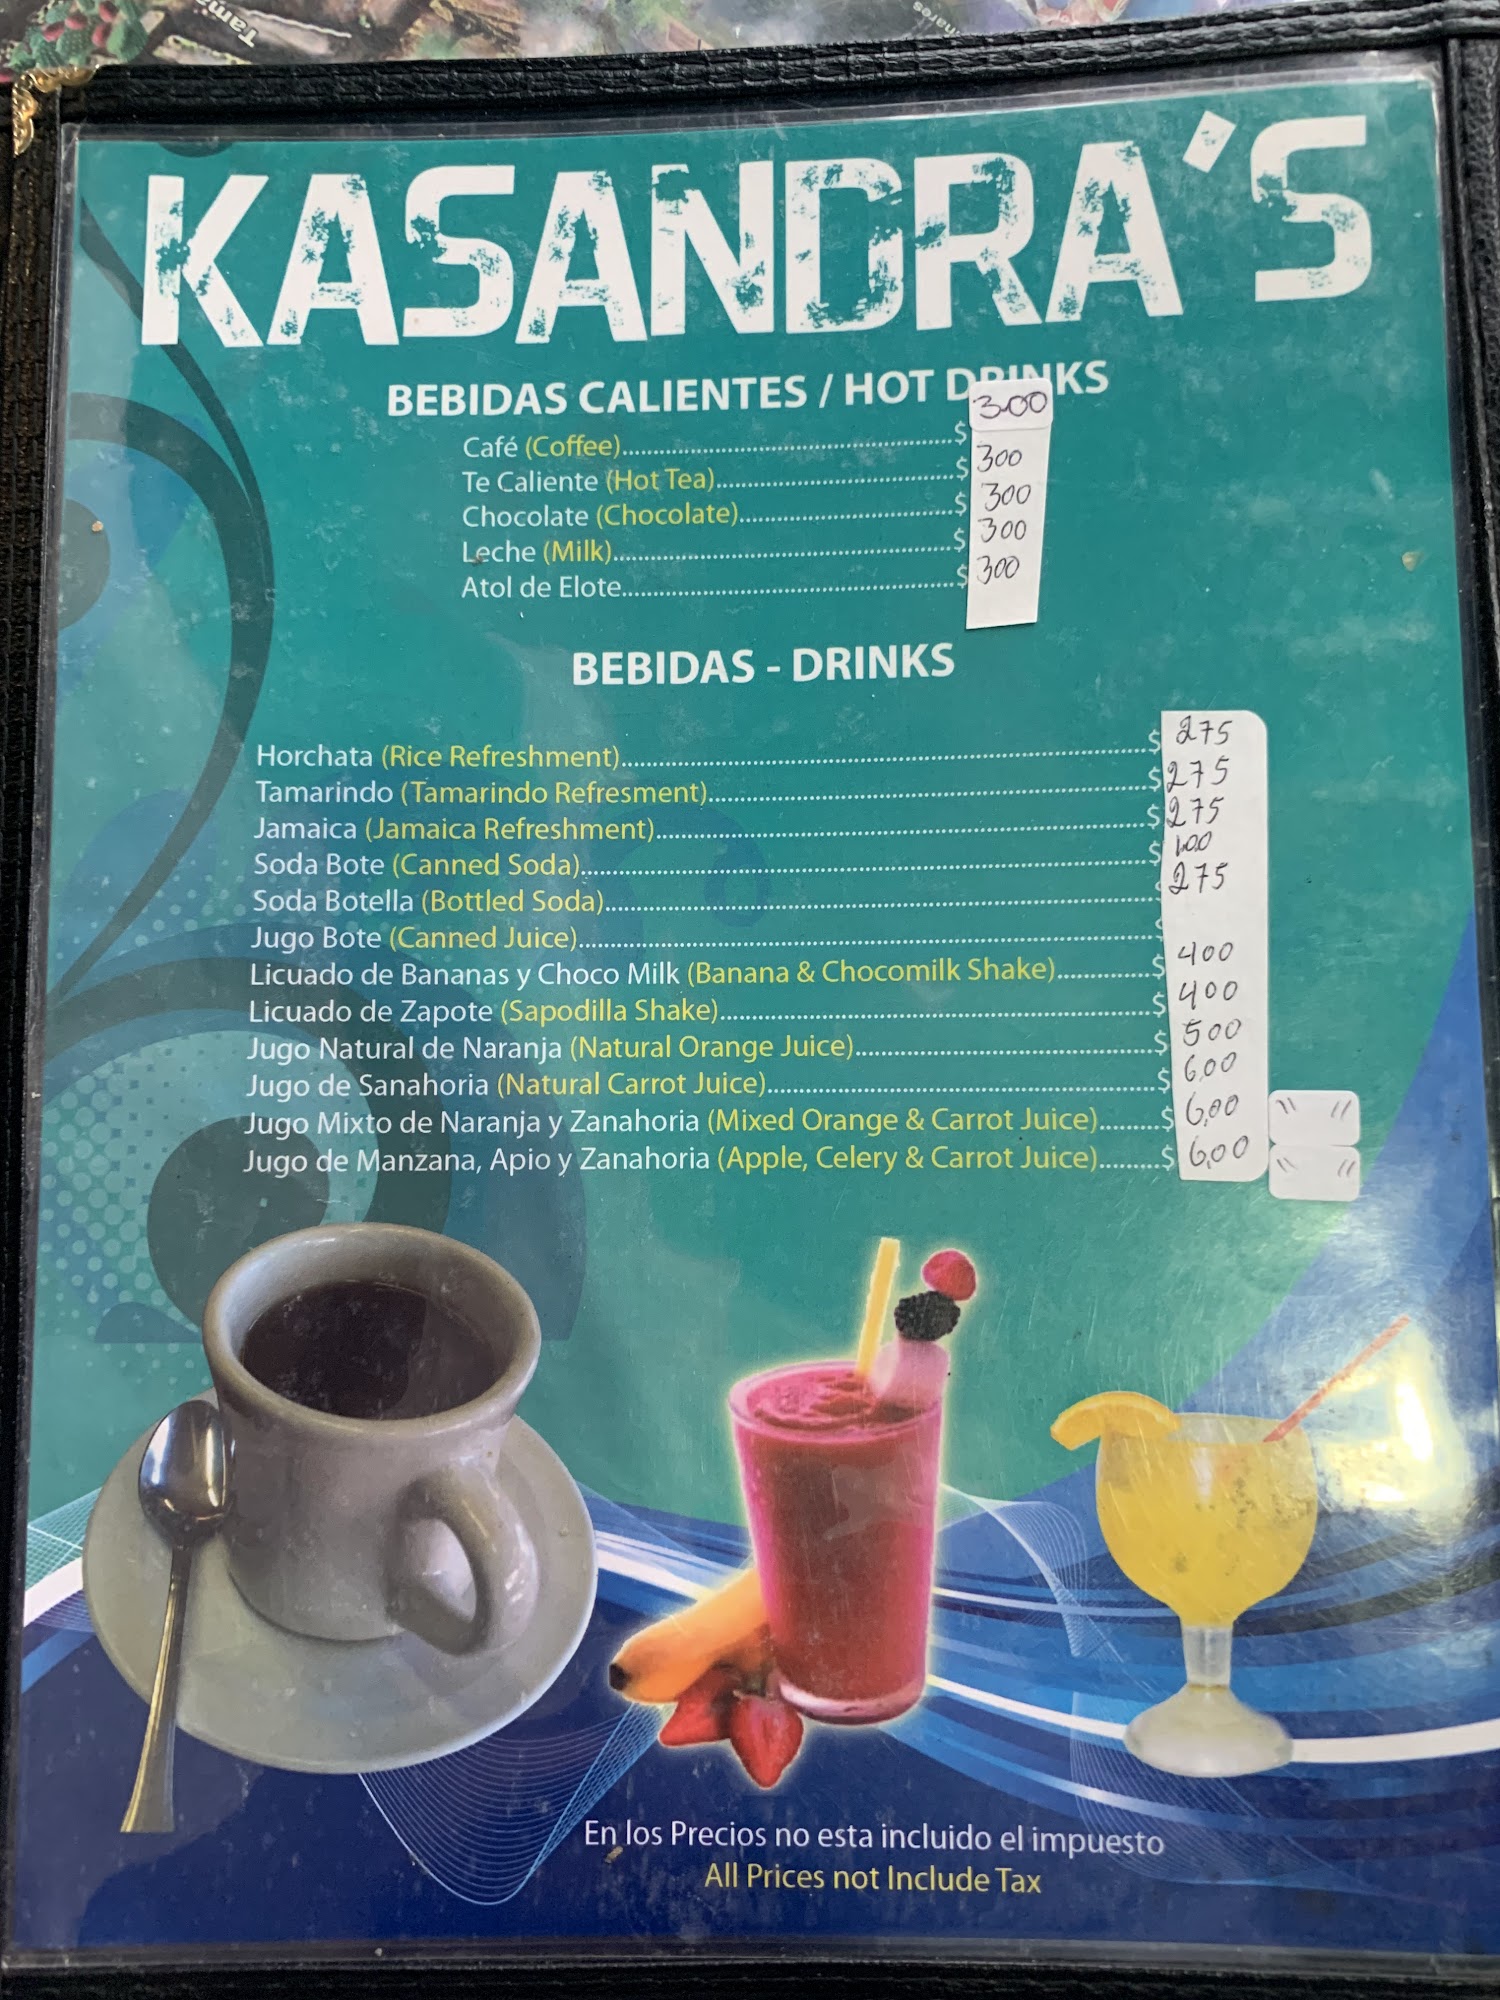 KASANDRA'S
BEBIDAS CALIENTES / HOT DRINKS
Café (Coffee)..........$ 3.00
Te Caliente (Hot Tea)..........$ 300
Chocolate (Chocolate)..........$ 300
Leche (Milk)..........$ 300
Atol de Elote..........$ 300
BEBIDAS - DRINKS
Horchata (Rice Refreshment)..........$ 275
Tamarindo (Tamarindo Refresment)..........$ 275
Jamaica (Jamaica Refreshment)..........$ 275
Soda Bote (Canned Soda)..........$ 1.00
Soda Botella (Bottled Soda)..........$ 275
Jugo Bote (Canned Juice)..........$
Licuado de Bananas y Choco Milk (Banana & Chocomilk Shake)..........$ 400
Licuado de Zapote (Sapodilla Shake)..........$ 400
Jugo Natural de Naranja (Natural Orange Juice)..........$ 500
Jugo de Sanahoria (Natural Carrot Juice)..........$ 6.00
Jugo Mixto de Naranja y Zanahoria (Mixed Orange & Carrot Juice)..........$ 6.00 " "
Jugo de Manzana, Apio y Zanahoria (Apple, Celery & Carrot Juice)..........$ 6.00 " "
En los Precios no esta incluido el impuesto
All Prices not Include Tax